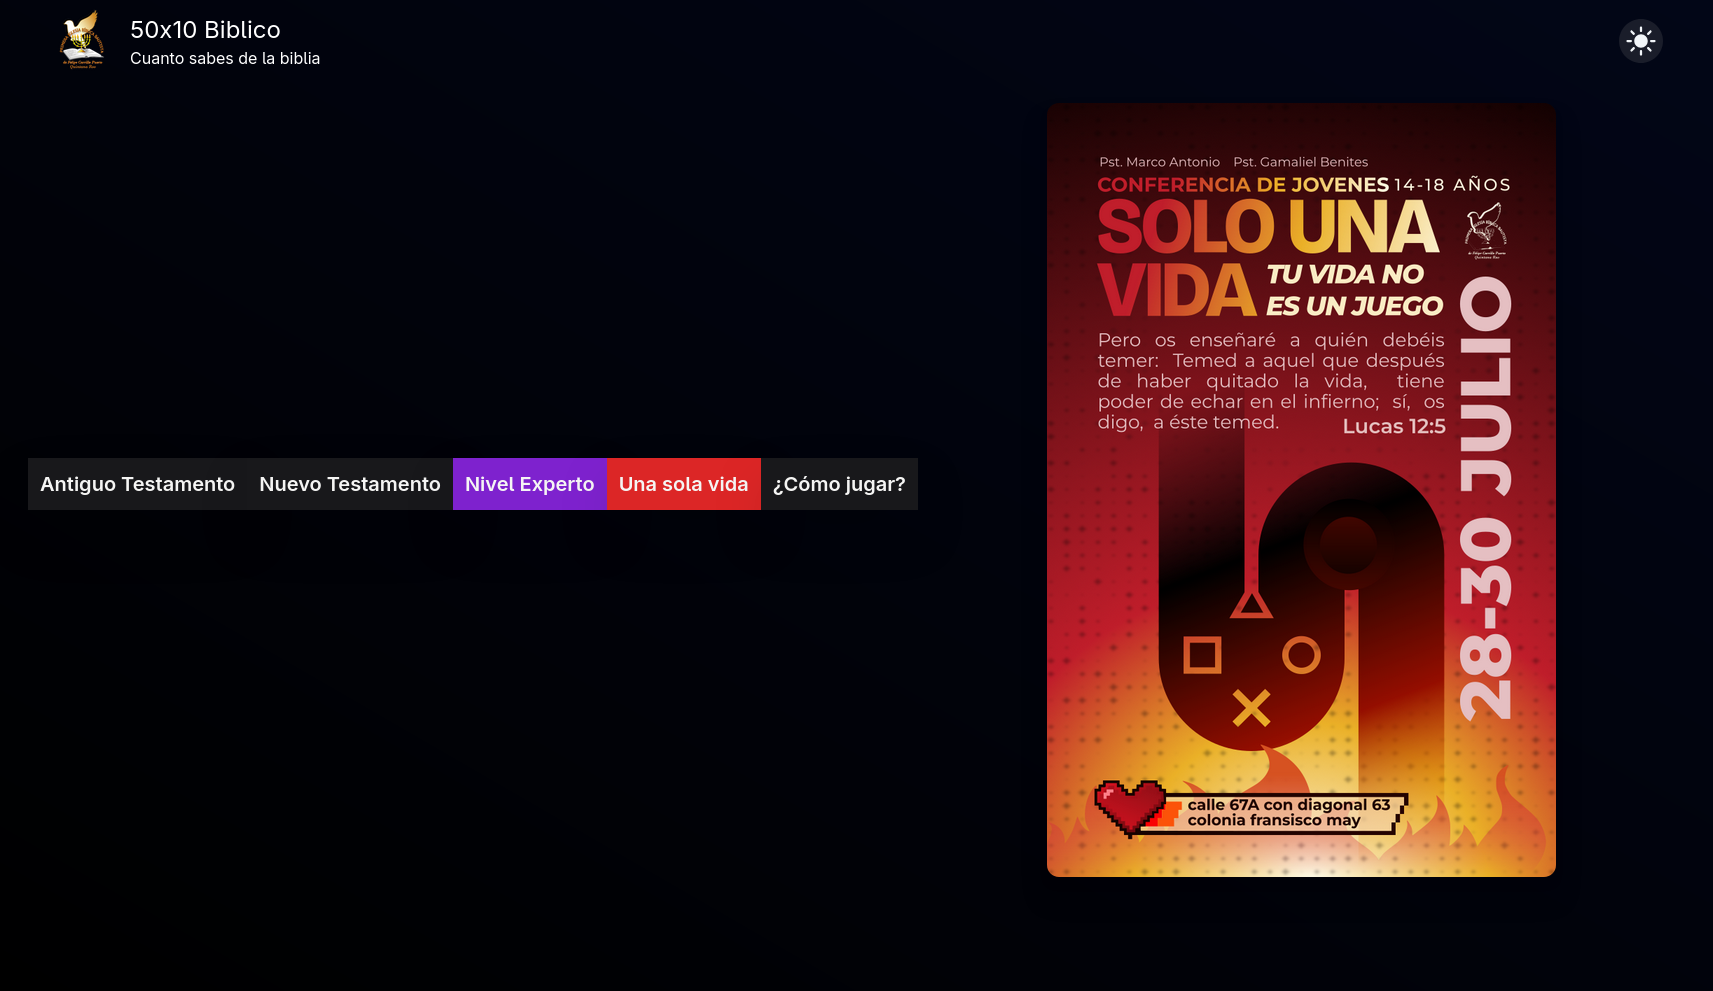 50x10 Biblico
Cuanto sabes de la biblia
Antiguo Testamento
Nuevo Testamento
Nivel Experto
Una sola vida
¿Cómo jugar?
Pst. Marco Antonio Pst. Gamaliel Benites
CONFERENCIA DE JOVENES 14-18 AÑOS
SOLO UNA
VIDA
TU VIDA NO
ES UN JUEGO
Pero os enseñaré a quién debéis
temer: Temed a aquel que después
de haber quitado la vida, tiene
poder de echar en el infierno; sí, os
digo, a éste temed.
Lucas 12:5
28-30 JULIO
calle 67A con diagonal 63
colonia fransisco may